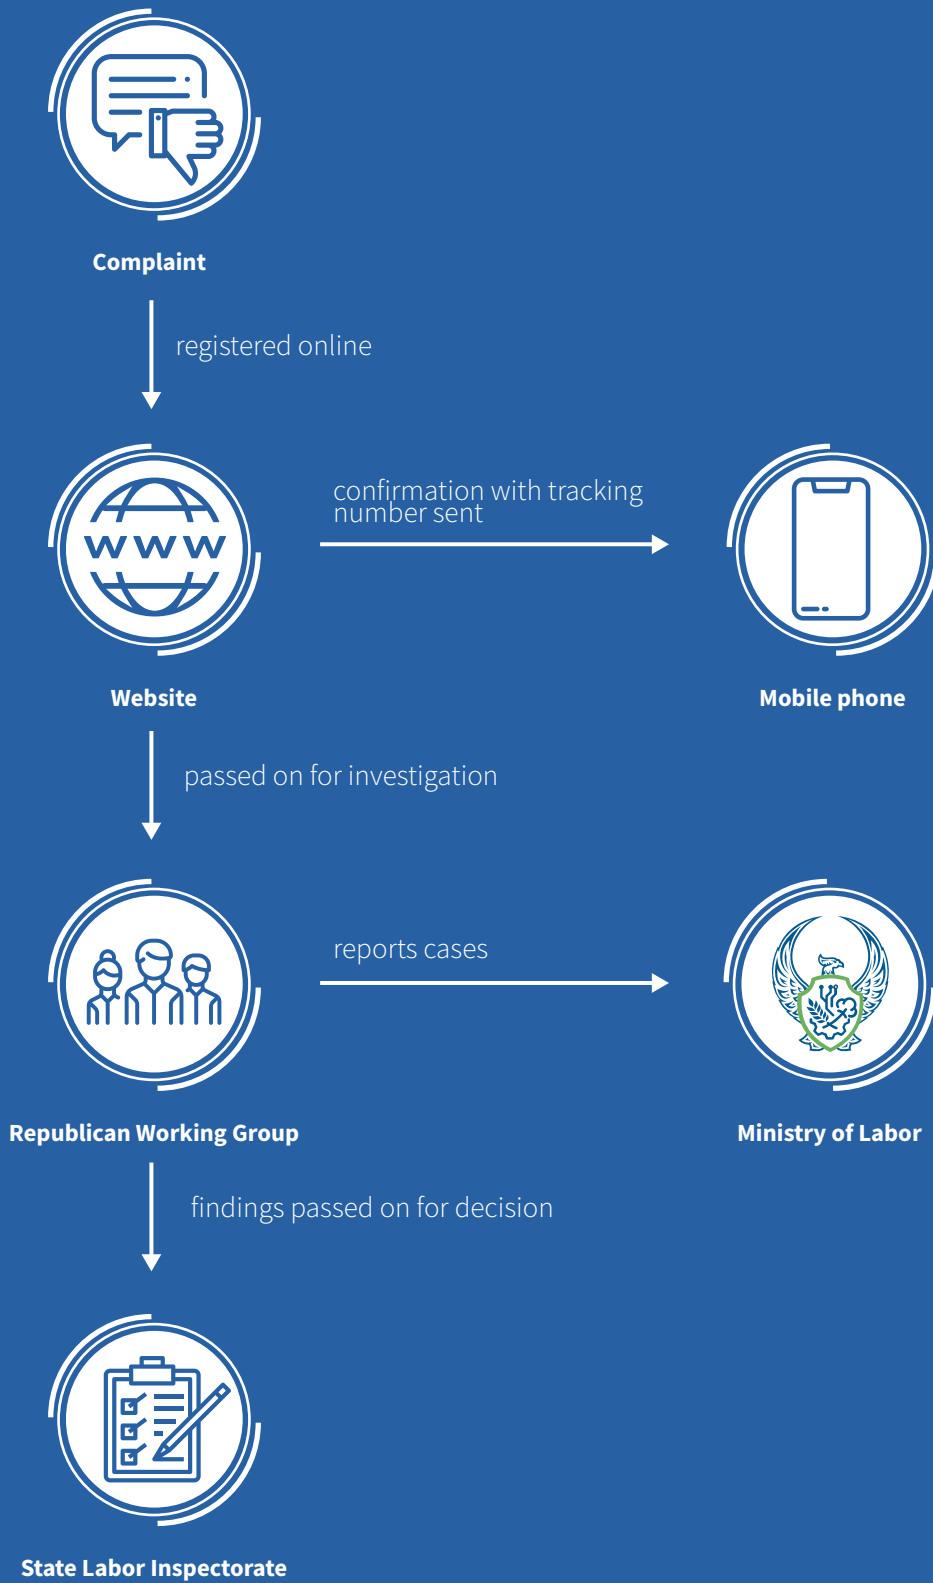 Complaint
registered online
confirmation with tracking
number sent
www
Website
Mobile phone
passed on for investigation
reports cases
Republican Working Group
Ministry of Labor
findings passed on for decision
State Labor Inspectorate